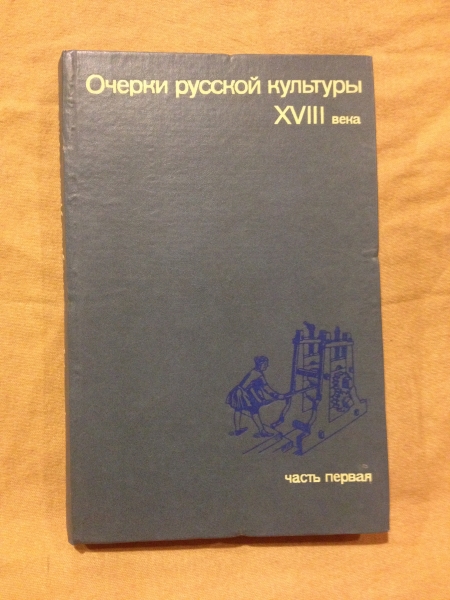 Очерки русской культуры
XVIII века
часть первая